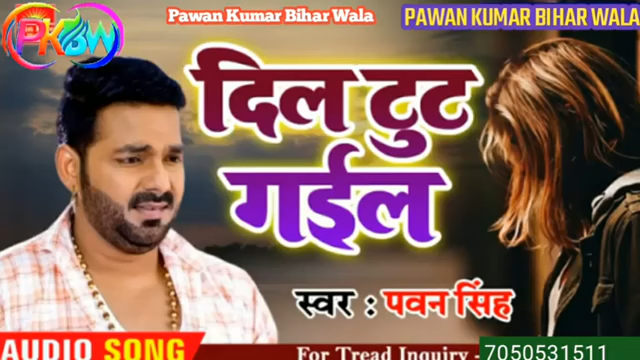 PKBW
Pawan Kumar Bihar Wala
PAWAN KUMAR BIHAR WALA
दिल टुट
गईल
स्वर : पवन सिंह
AUDIO SONG
For Tread Inquiry - 7050531511